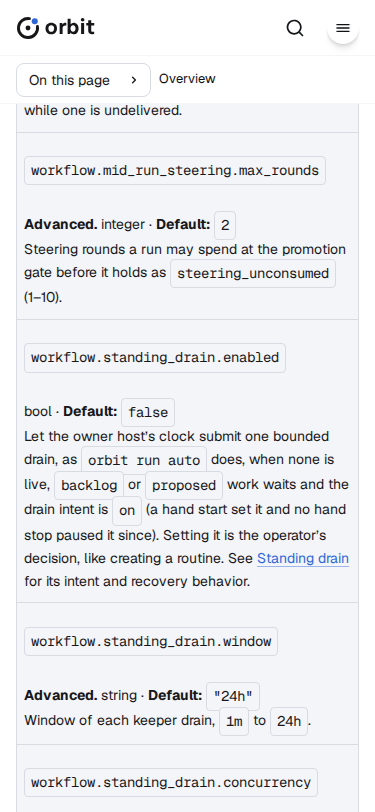 orbit
On this page
Overview
while one is undelivered.
workflow.mid_run_steering.max_rounds
Advanced. integer · Default: 2
Steering rounds a run may spend at the promotion
gate before it holds as steering_unconsumed
(1–10).
workflow.standing_drain.enabled
bool · Default: false
Let the owner host's clock submit one bounded
drain, as orbit run auto does, when none is
live, backlog or proposed work waits and the
drain intent is on (a hand start set it and no hand
stop paused it since). Setting it is the operator's
decision, like creating a routine. See Standing drain
for its intent and recovery behavior.
workflow.standing_drain.window
Advanced. string · Default: "24h"
Window of each keeper drain, 1m to 24h.
workflow.standing_drain.concurrency